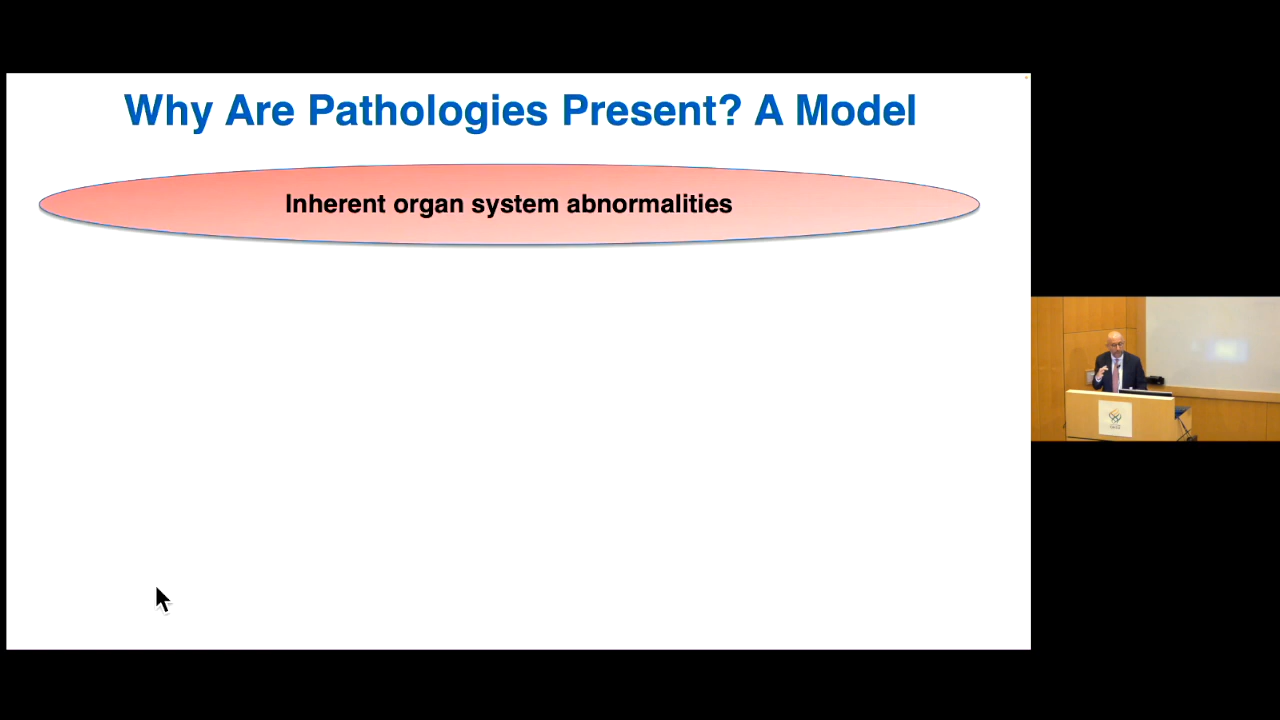 Why Are Pathologies Present? A Model
Inherent organ system abnormalities